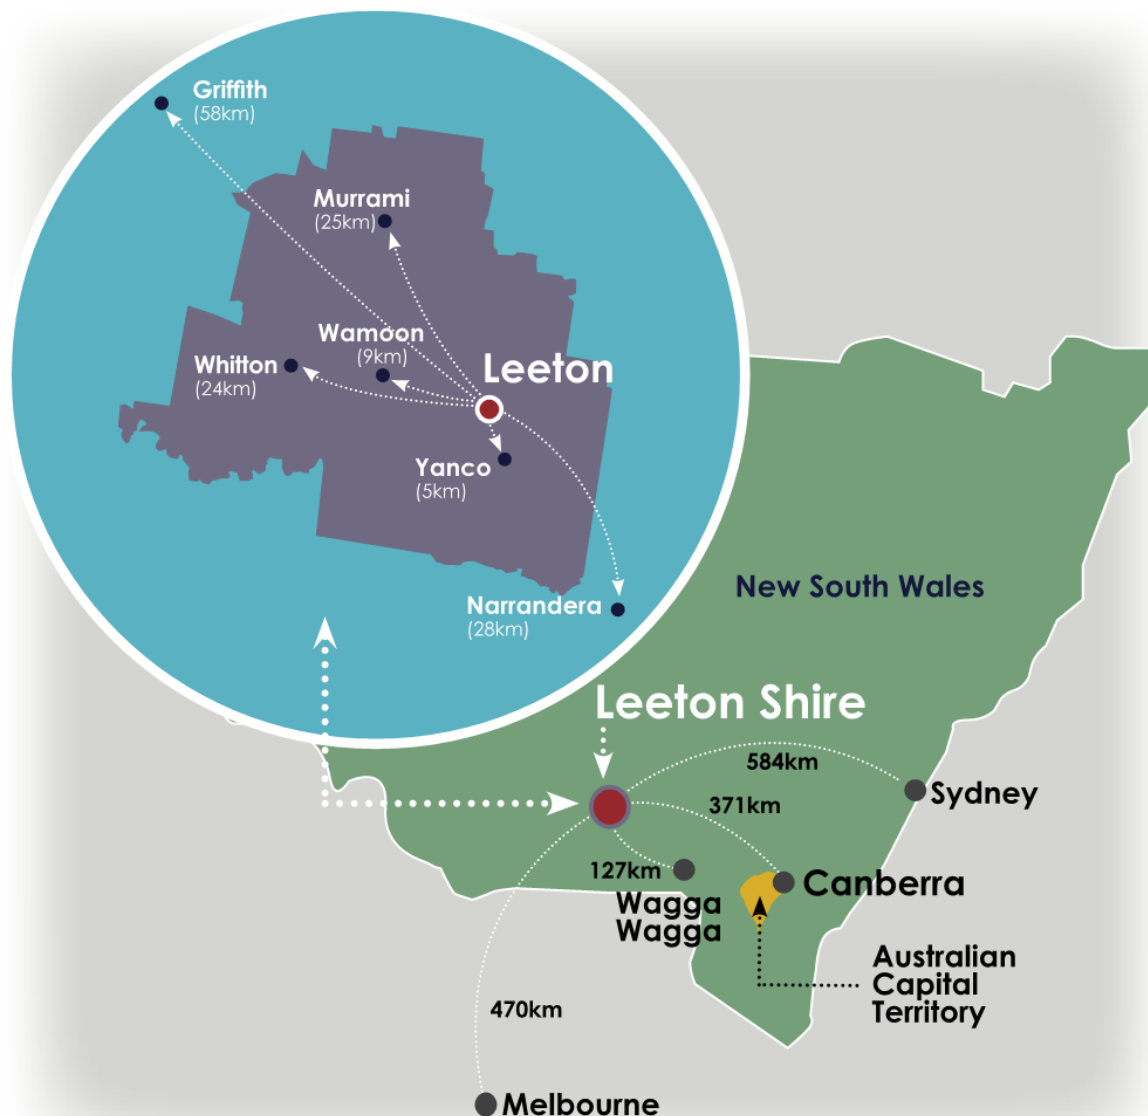 Griffith
(58km)
Murrami
(25km)
Wamoon
(9km)
Whitton
(24km)
Leeton
Yanco
(5km)
Narrandera
(28km)
New South Wales
Leeton Shire
584km
Sydney
371km
127km
Canberra
Wagga
Wagga
Australian
Capital
Territory
470km
Melbourne